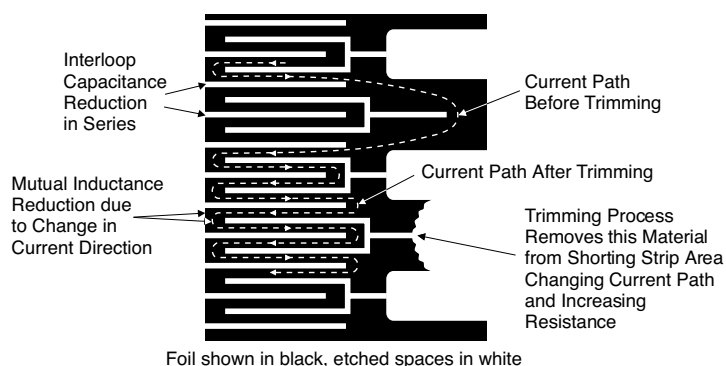 Interloop
Capacitance
Reduction
in Series
Mutual Inductance
Reduction due
to Change in
Current Direction
Current Path
Before Trimming
Current Path After Trimming
Trimming Process
Removes this Material
from Shorting Strip Area
Changing Current Path
and Increasing
Resistance
Foil shown in black, etched spaces in white